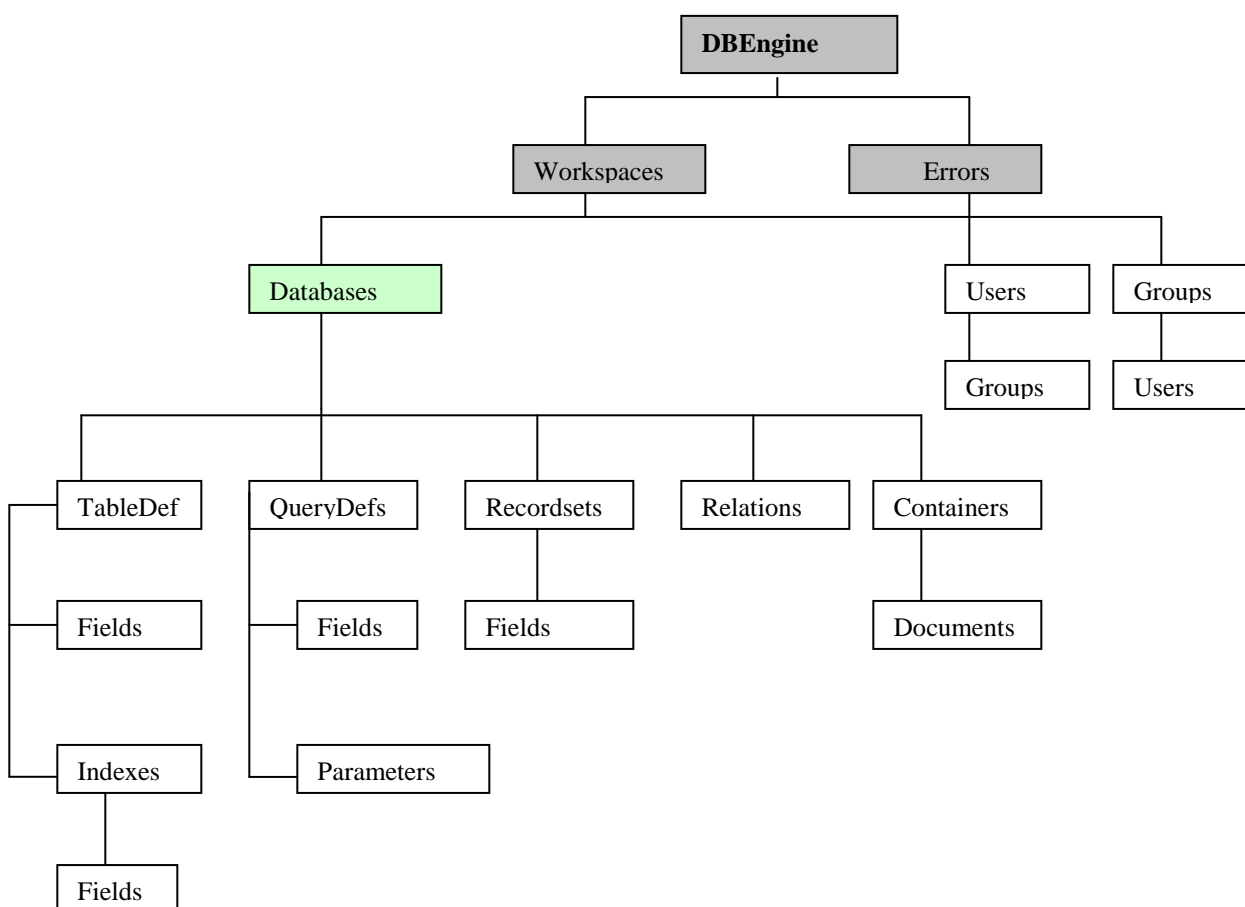 DBEngine
Workspaces
Errors
Databases
Users
Groups
Groups
Users
TableDef
QueryDefs
Recordsets
Relations
Containers
Fields
Fields
Fields
Documents
Indexes
Parameters
Fields